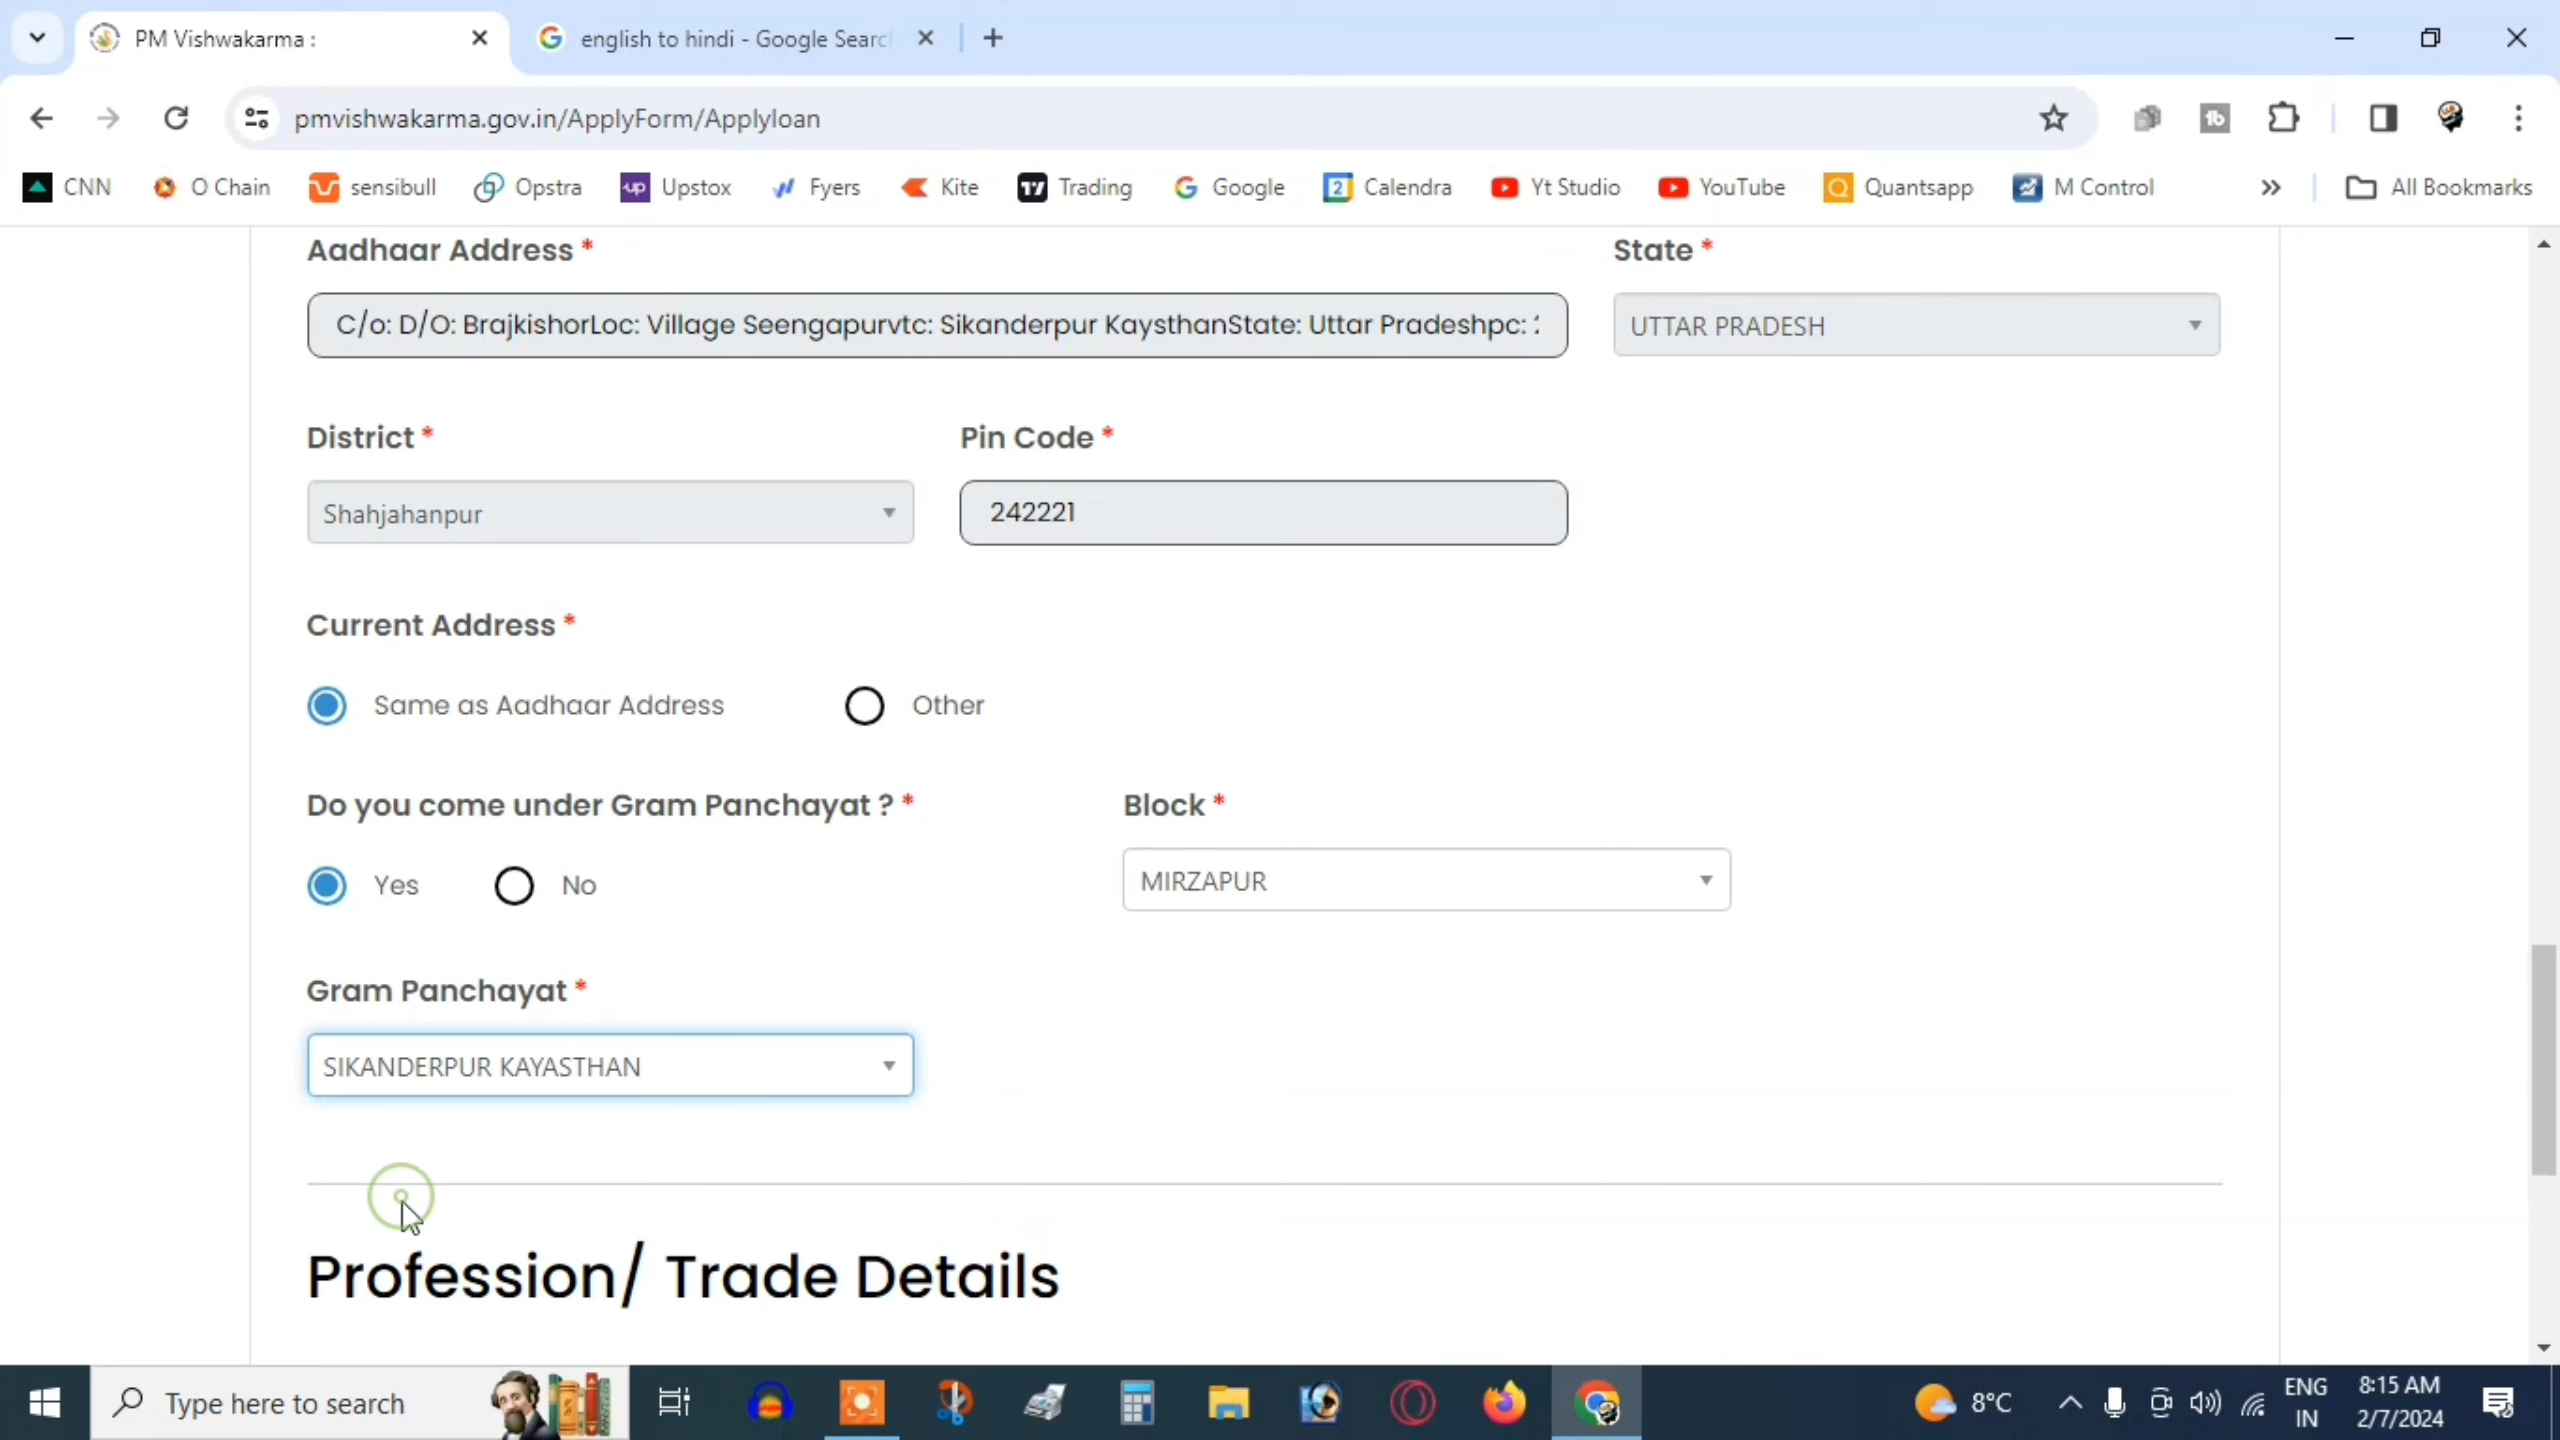 PM Vishwakarma :
english to hindi - Google Searc
pmvishwakarma.gov.in/ApplyForm/Applyloan
CNN O Chain sensibull Opstra Upstox Fyers Kite Trading Google Calendra Yt Studio YouTube Quantsapp M Control » All Bookmarks
Aadhaar Address * State *
C/o: D/O: BrajkishorLoc: Village Seengapurvtc: Sikanderpur KaysthanState: Uttar Pradeshpc: UTTAR PRADESH
District * Pin Code *
Shahjahanpur 242221
Current Address *
Same as Aadhaar Address Other
Do you come under Gram Panchayat ? * Block *
Yes No MIRZAPUR
Gram Panchayat *
SIKANDERPUR KAYASTHAN
Profession/ Trade Details
Type here to search
8°C
ENG
IN
8:15 AM
2/7/2024